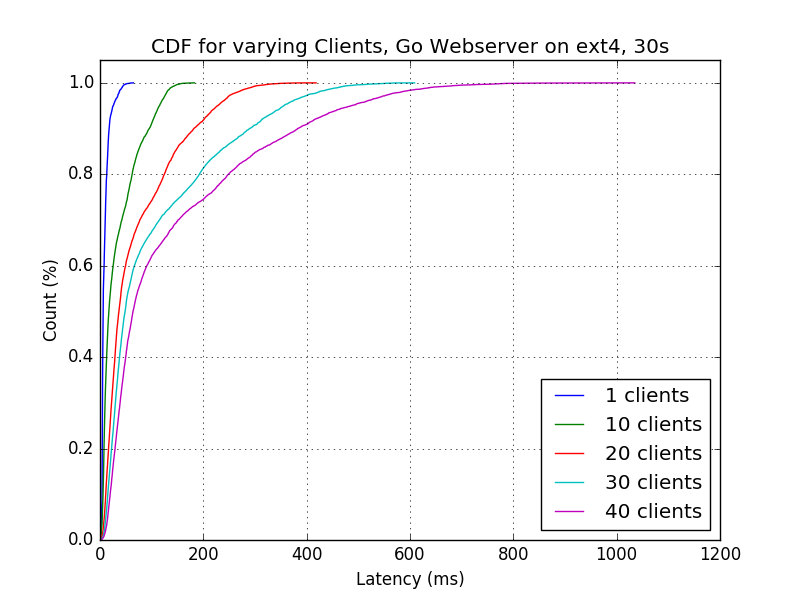 CDF for varying Clients, Go Webserver on ext4, 30s
1.0
0.8
0.6
0.4
0.2
0.0
Count (%)
1 clients
10 clients
20 clients
30 clients
40 clients
0 200 400 600 800 1000 1200
Latency (ms)